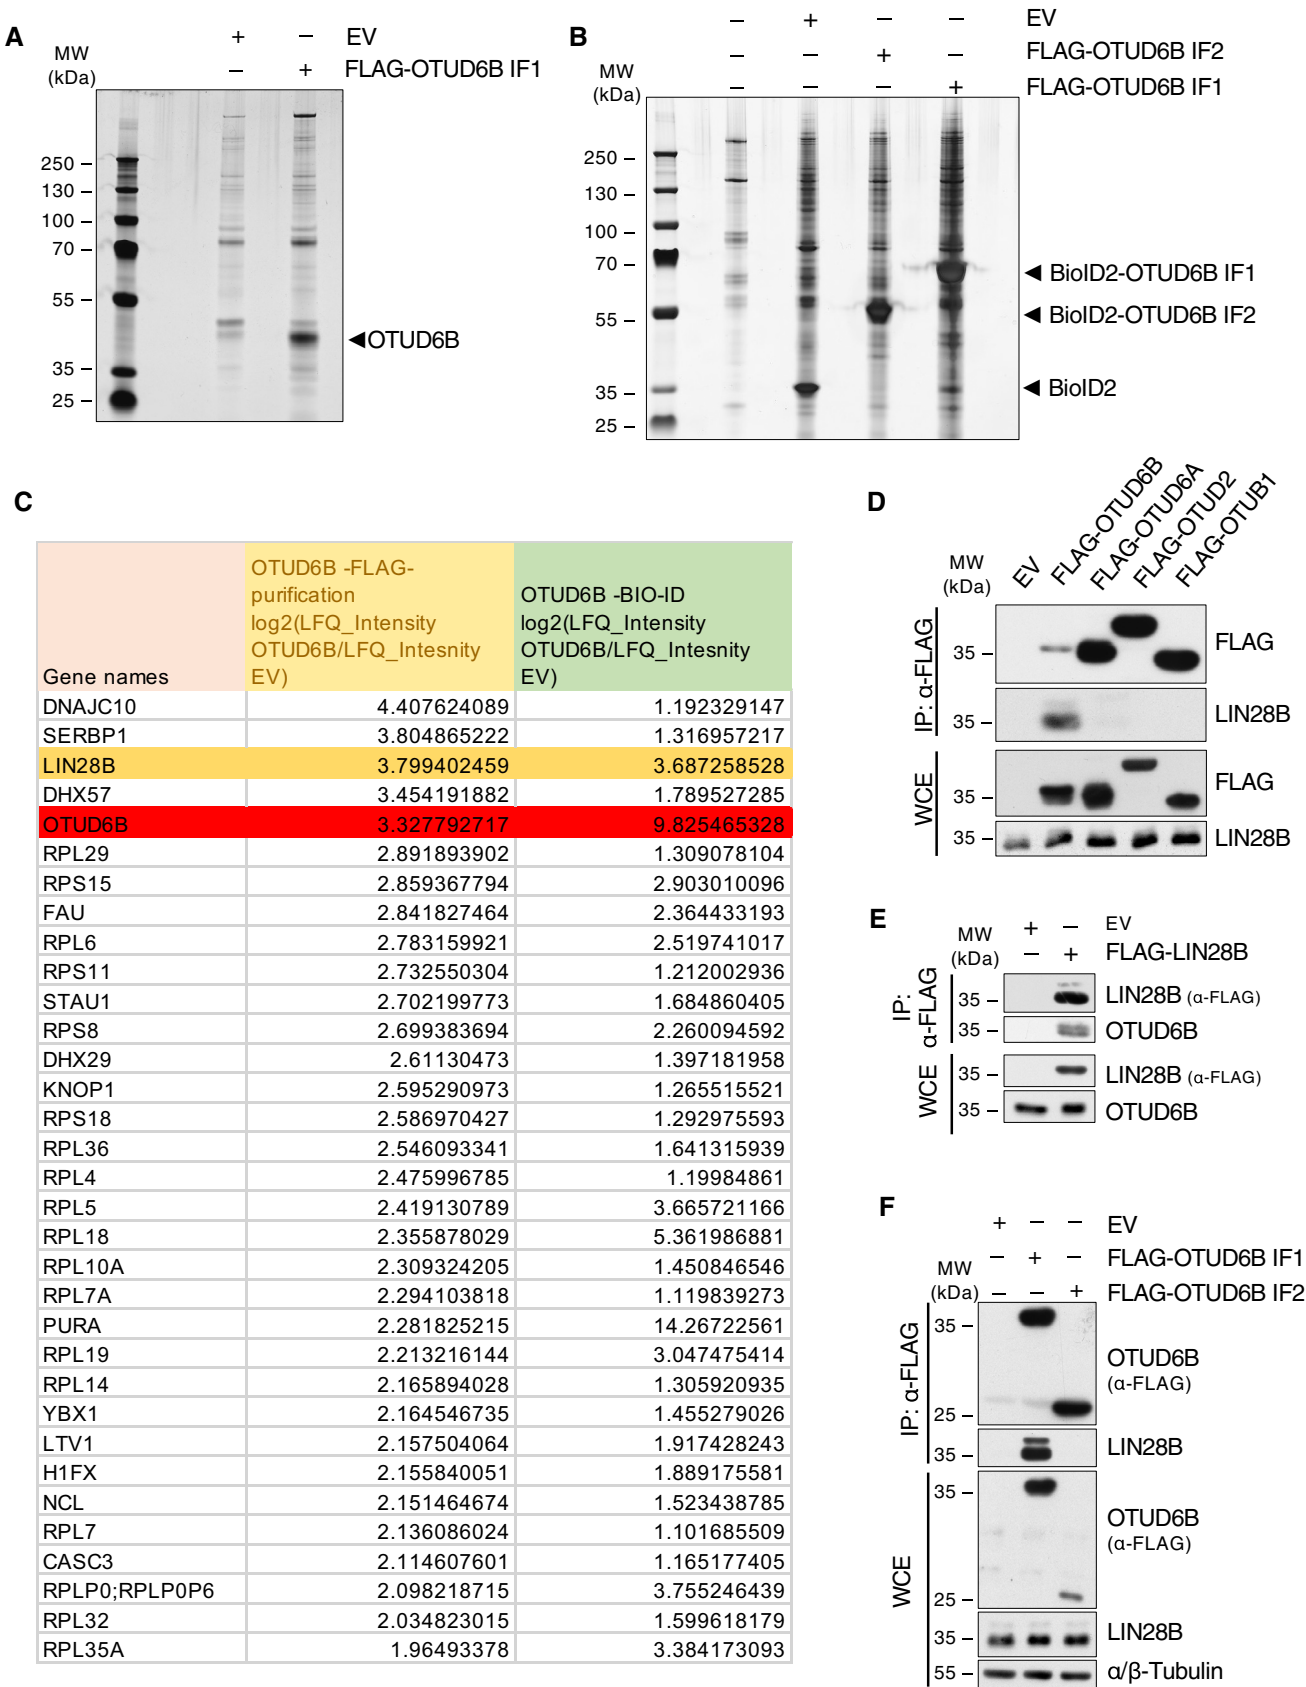 A
MW
(kDa)
+ – EV
– + FLAG-OTUD6B IF1
250 –
130 –
100 –
70 –
55 –
35 –
25 –
◄OTUD6B
B
MW
(kDa)
– + – – EV
– – + – FLAG-OTUD6B IF2
– – – + FLAG-OTUD6B IF1
250 –
130 –
100 –
70 –
55 –
35 –
25 –
◄ BioID2-OTUD6B IF1
◄ BioID2-OTUD6B IF2
◄ BioID2
C
Gene names
OTUD6B -FLAG-
purification
log2(LFQ_Intensity
OTUD6B/LFQ_Intesnity
EV)
OTUD6B -BIO-ID
log2(LFQ_Intensity
OTUD6B/LFQ_Intesnity
EV)
DNAJC10 4.407624089 1.192329147
SERBP1 3.804865222 1.316957217
LIN28B 3.799402459 3.687258528
DHX57 3.454191882 1.789527285
OTUD6B 3.327792717 9.825465328
RPL29 2.891893902 1.309078104
RPS15 2.859367794 2.903010096
FAU 2.841827464 2.364433193
RPL6 2.783159921 2.519741017
RPS11 2.732550304 1.212002936
STAU1 2.702199773 1.684860405
RPS8 2.699383694 2.260094592
DHX29 2.61130473 1.397181958
KNOP1 2.595290973 1.265515521
RPS18 2.586970427 1.292975593
RPL36 2.546093341 1.641315939
RPL4 2.475996785 1.19984861
RPL5 2.419130789 3.665721166
RPL18 2.355878029 5.361986881
RPL10A 2.309324205 1.450846546
RPL7A 2.294103818 1.119839273
PURA 2.281825215 14.26722561
RPL19 2.213216144 3.047475414
RPL14 2.165894028 1.305920935
YBX1 2.164546735 1.455279026
LTV1 2.157504064 1.917428243
H1FX 2.155840051 1.889175581
NCL 2.151464674 1.523438785
RPL7 2.136086024 1.101685509
CASC3 2.114607601 1.165177405
RPLP0;RPLP0P6 2.098218715 3.755246439
RPL32 2.034823015 1.599618179
RPL35A 1.96493378 3.384173093
D
MW
(kDa)
EV
FLAG-OTUD6B
FLAG-OTUD6A
FLAG-OTUD2
FLAG-OTUB1
IP: α-FLAG
35 – FLAG
35 – LIN28B
WCE
35 – FLAG
35 – LIN28B
E
MW
(kDa)
+ – EV
– + FLAG-LIN28B
IP:
α-FLAG
35 – LIN28B (α-FLAG)
35 – OTUD6B
WCE
35 – LIN28B (α-FLAG)
35 – OTUD6B
F
MW
(kDa)
+ – – EV
– + – FLAG-OTUD6B IF1
– – + FLAG-OTUD6B IF2
IP: α-FLAG
35 –
25 –
OTUD6B
(α-FLAG)
35 – LIN28B
WCE
35 –
25 –
OTUD6B
(α-FLAG)
35 – LIN28B
55 – α/β-Tubulin